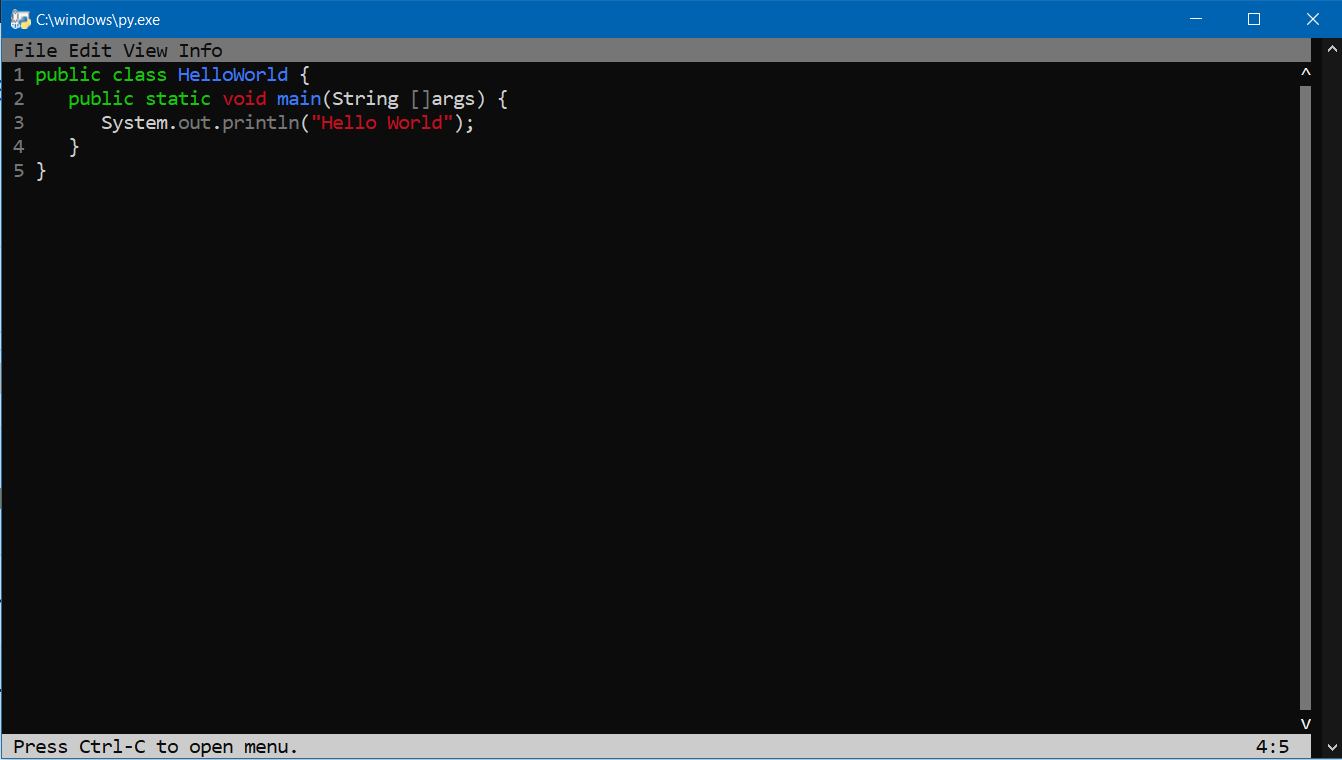 C:\windows\py.exe
File Edit View Info
1 public class HelloWorld {
2    public static void main(String []args) {
3       System.out.println("Hello World");
4    }
5 }
^
v
Press Ctrl-C to open menu. 4:5